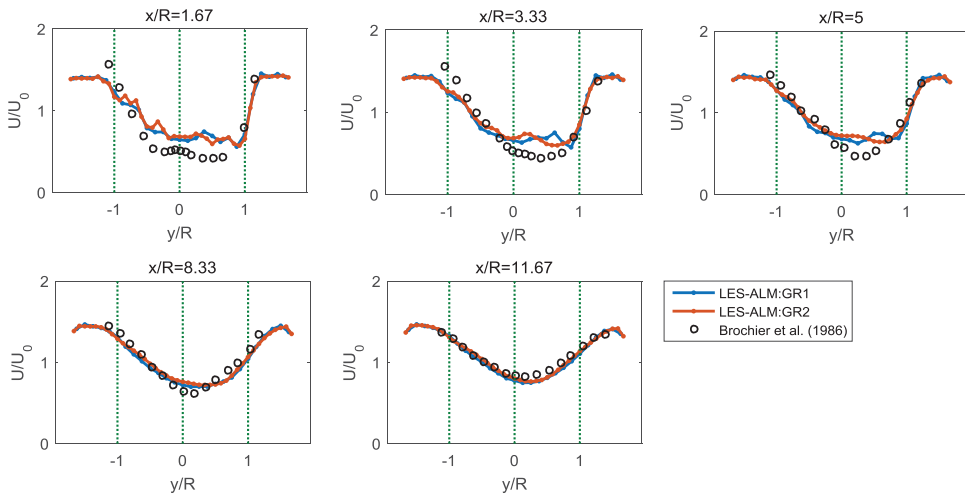 x/R=1.67
2
1
0
U/U0
-1
0
1
y/R
x/R=3.33
2
1
0
U/U0
-1
0
1
y/R
x/R=5
2
1
0
U/U0
-1
0
1
y/R
x/R=8.33
2
1
0
U/U0
-1
0
1
y/R
x/R=11.67
2
1
0
U/U0
-1
0
1
y/R
LES-ALM:GR1
LES-ALM:GR2
Brochier et al. (1986)